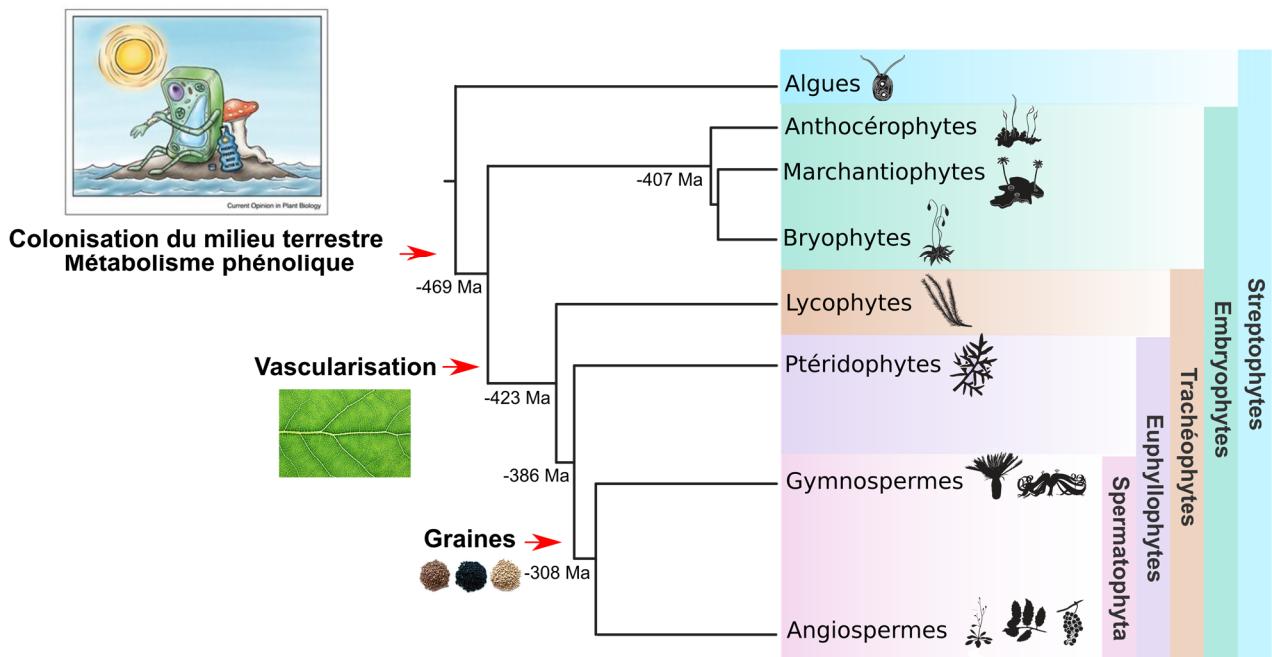 Current Opinion in Plant Biology
Colonisation du milieu terrestre
Métabolisme phénolique
-469 Ma
Vascularisation
-423 Ma
-407 Ma
-386 Ma
Graines
-308 Ma
Algues
Anthocérophytes
Marchantiophytes
Bryophytes
Lycophytes
Ptéridophytes
Gymnospermes
Angiospermes
Spermatophyta
Euphyllophytes
Trachéophytes
Embryophytes
Streptophytes